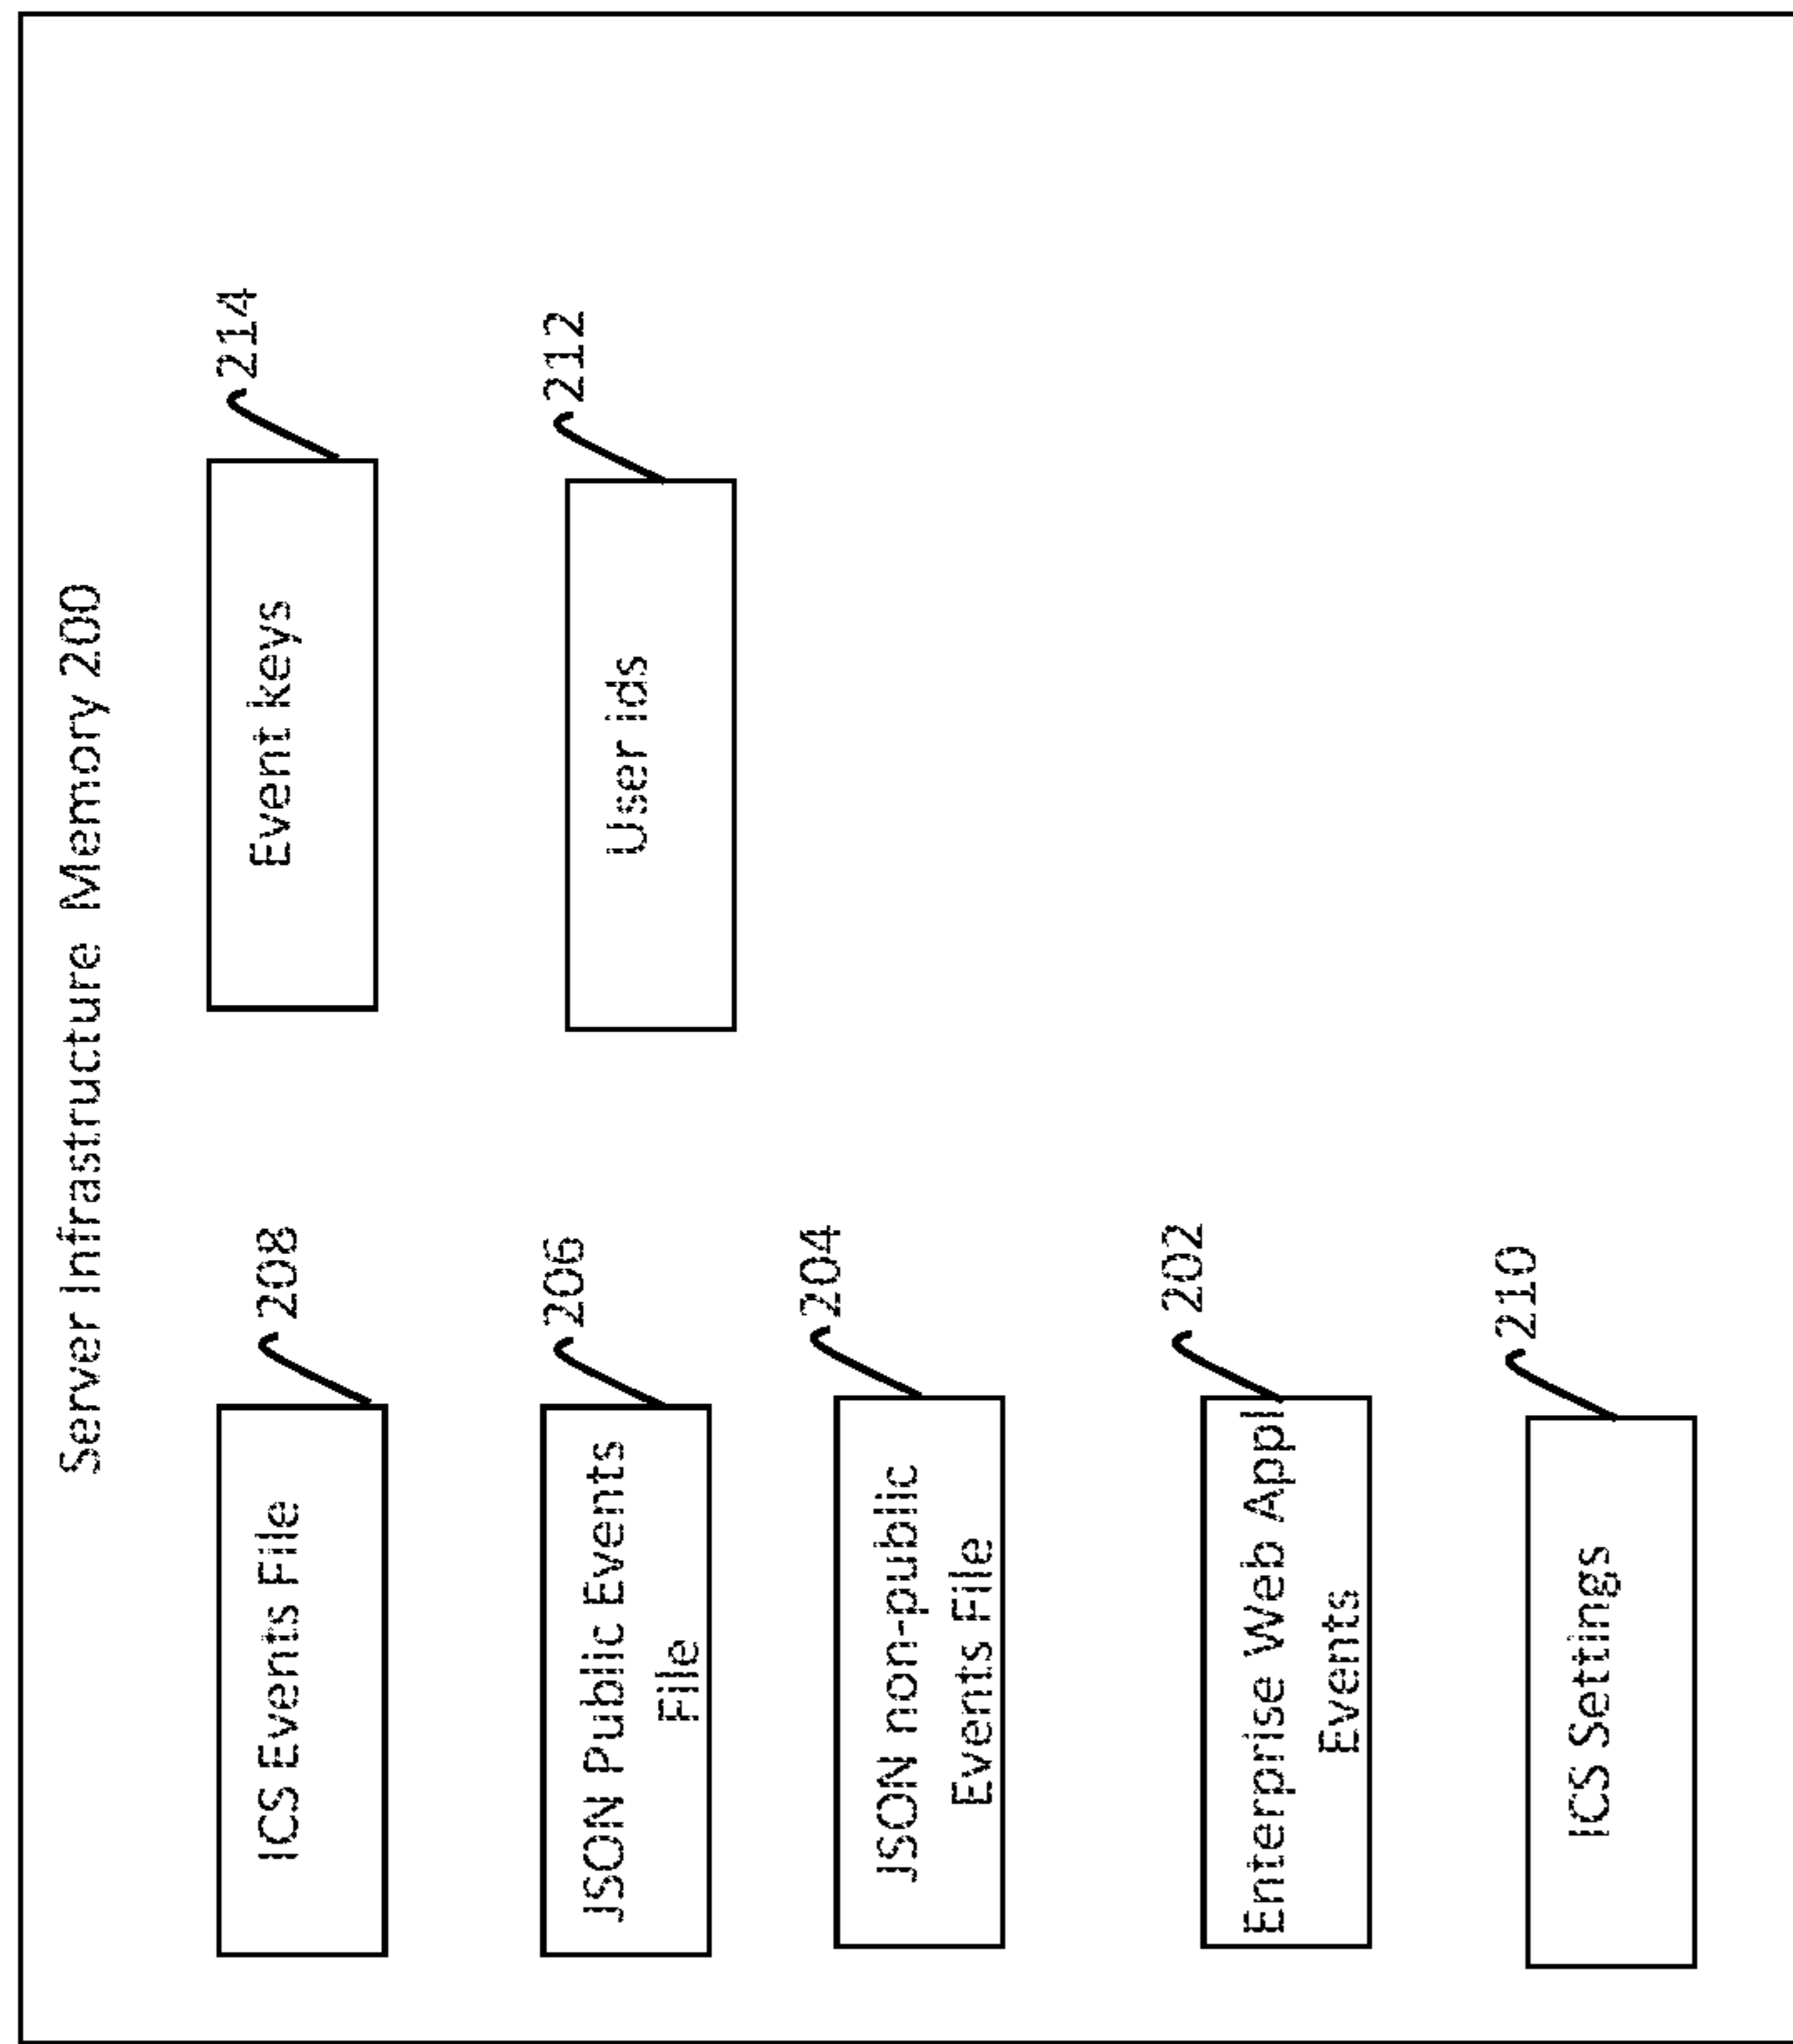 Server Infrastructure Memory 200
ICS Events File
208
Event keys
214
JSON Public Events
File
206
User ids
212
JSON non-public
Events File
204
Enterprise Web Appl
Events
202
ICS Settings
210